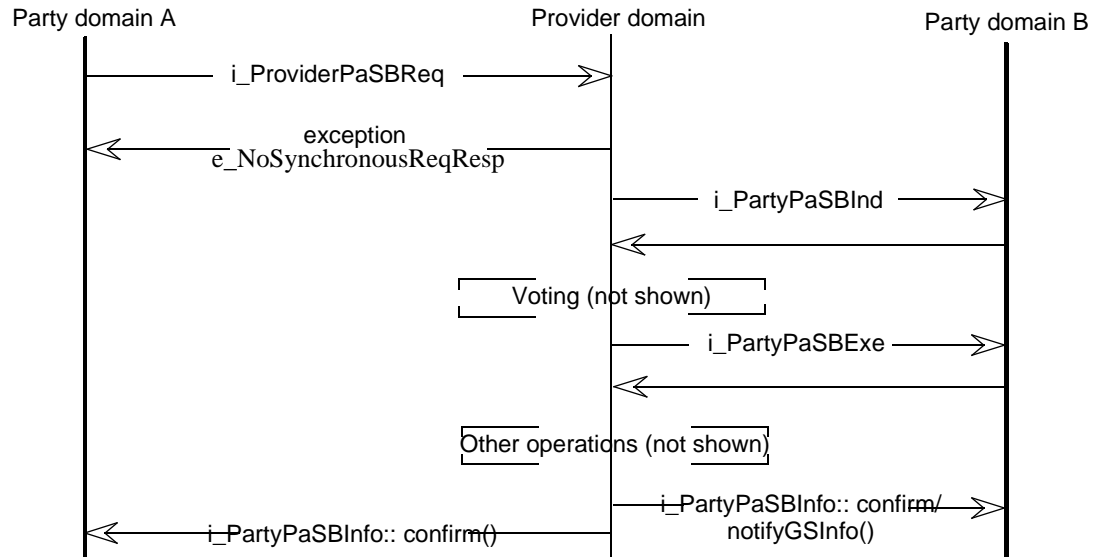 Party domain A
Provider domain
Party domain B
i_ProviderPaSBReq
exception
e_NoSynchronousReqResp
i_PartyPaSBInd
Voting (not shown)
i_PartyPaSBExe
Other operations (not shown)
i_PartyPaSBInfo:: confirm/
notifyGSInfo()
i_PartyPaSBInfo:: confirm()